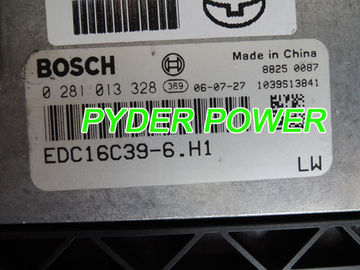 BOSCH
Made in China
8825 0087
0 281 013 328 369 06-07-27 1039S13841
PYDER POWER
EDC16C39-6.H1
LW